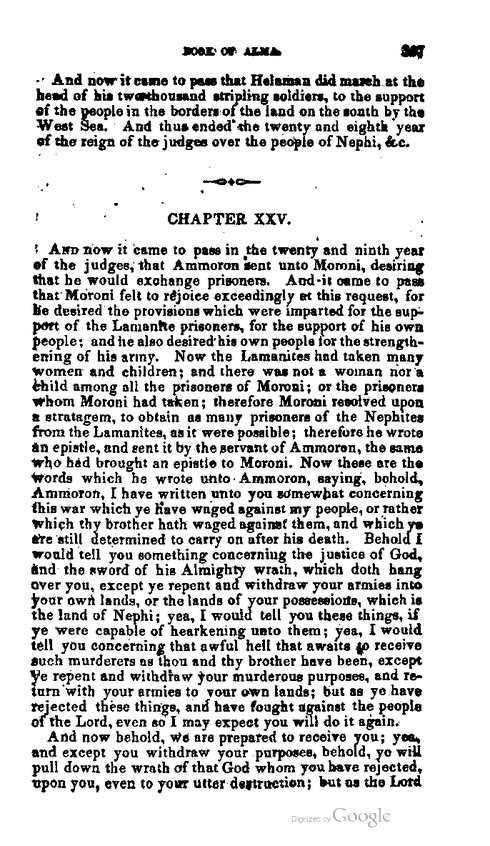 BOOK OF ALMA. 367
And now it came to pass that Helaman did march at the
head of his two thousand stripling soldiers, to the support
of the people in the borders of the land on the south by the
West Sea. And thus ended the twenty and eighth year
of the reign of the judges over the people of Nephi, &c.
CHAPTER XXV.
AND now it came to pass in the twenty and ninth year
of the judges, that Ammoron sent unto Moroni, desiring
that he would exchange prisoners. And it came to pass
that Moroni felt to rejoice exceedingly at this request, for
he desired the provisions which were imparted for the sup-
port of the Lamanite prisoners, for the support of his own
people; and he also desired his own people for the strength-
ening of his army. Now the Lamanites had taken many
women and children; and there was not a woman nor a
child among all the prisoners of Moroni; or the prisoners
whom Moroni had taken; therefore Moroni resolved upon
a stratagem, to obtain as many prisoners of the Nephites
from the Lamanites, as it were possible; therefore he wrote
an epistle, and sent it by the servant of Ammoron, the same
who had brought an epistle to Moroni. Now these are the
words which he wrote unto Ammoron, saying, behold,
Ammoron, I have written unto you somewhat concerning
this war which ye have waged against my people, or rather
which thy brother hath waged against them, and which ye
are still determined to carry on after his death. Behold I
would tell you something concerning the justice of God,
and the sword of his Almighty wrath, which doth hang
over you, except ye repent and withdraw your armies into
your own lands, or the lands of your possessions, which is
the land of Nephi; yea, I would tell you these things, if
ye were capable of hearkening unto them; yea, I would
tell you concerning that awful hell that awaits to receive
such murderers as thou and thy brother have been, except
ye repent and withdraw your murderous purposes, and re-
turn with your armies to your own lands; but as ye have
rejected these things, and have fought against the people
of the Lord, even so I may expect you will do it again.
And now behold, we are prepared to receive you; yea,
and except you withdraw your purposes, behold, ye will
pull down the wrath of that God whom you have rejected,
upon you, even to your utter destruction; but as the Lord
Digitized by Google